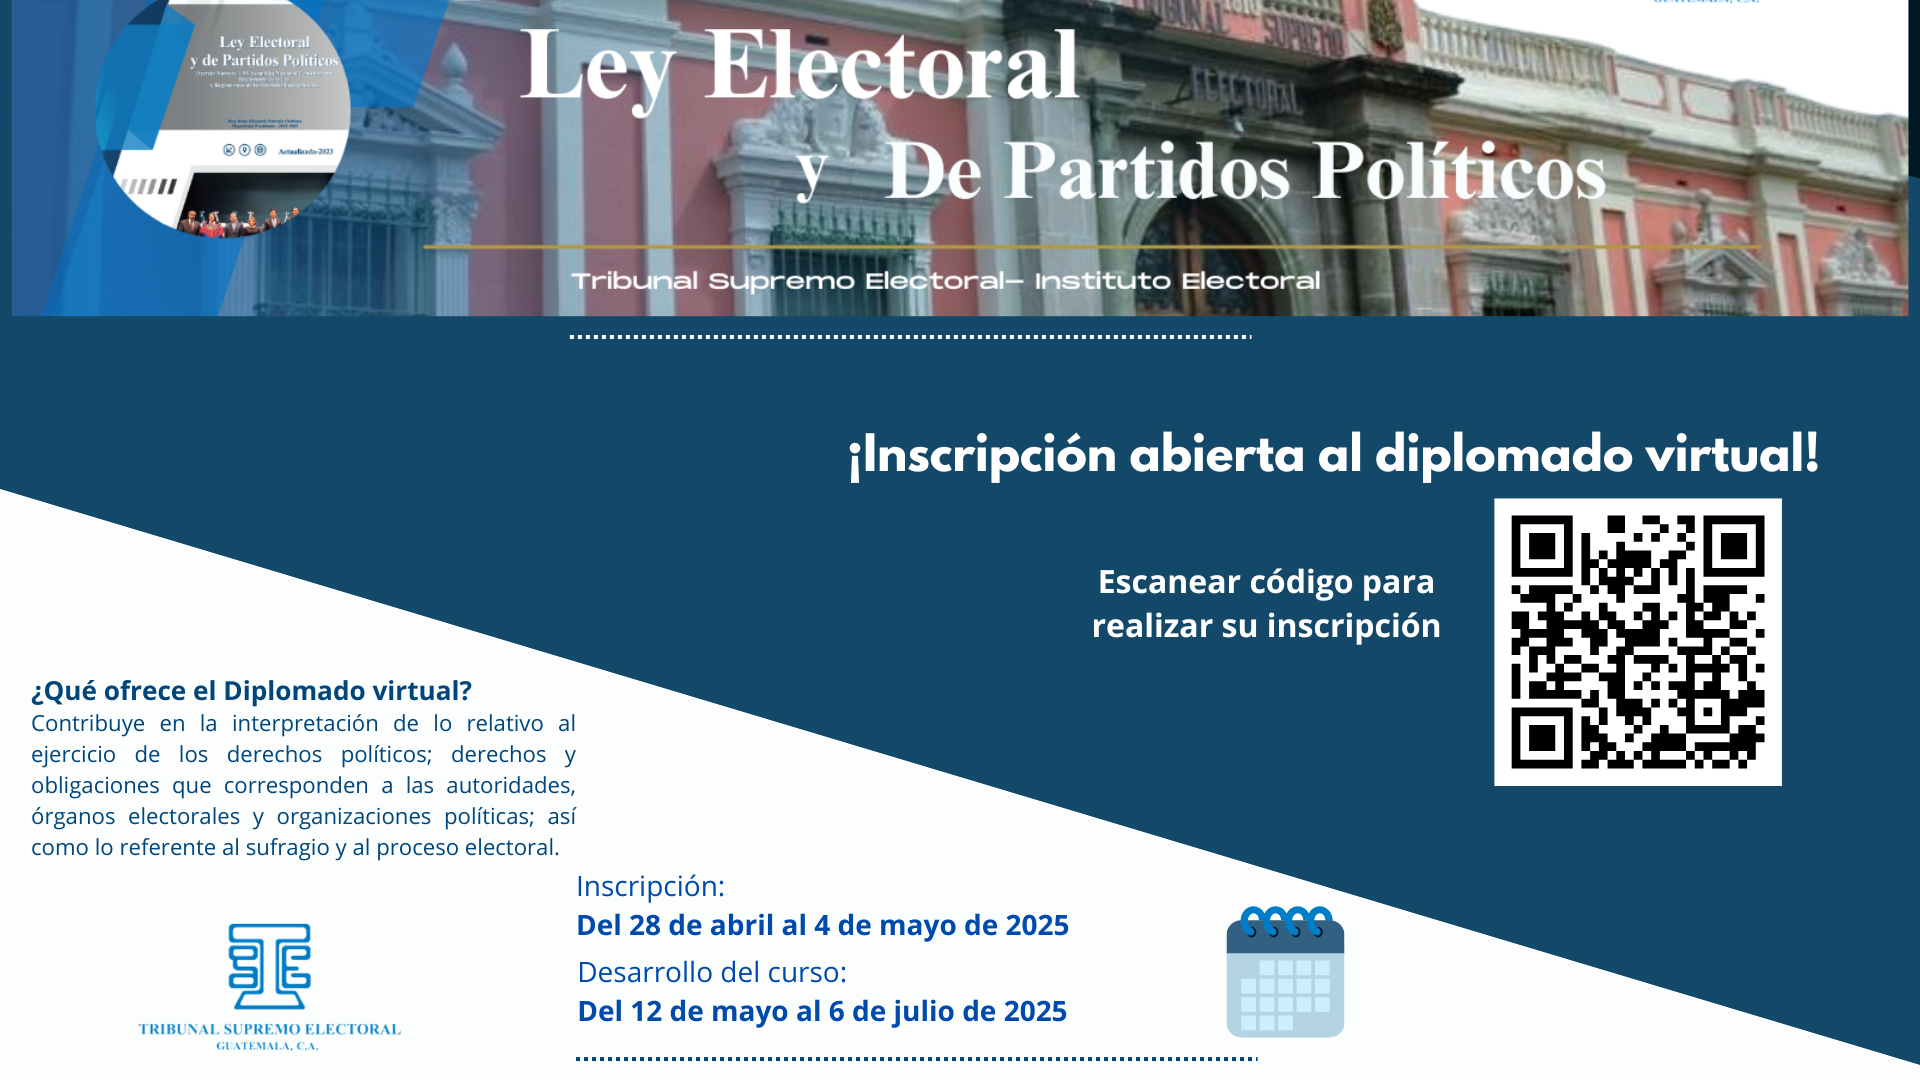 Ley Electoral
y de Partidos Políticos
Actualizada-2023
GUATEMALA, C.A.
TRIBUNAL SUPREMO
ELECTORAL
Ley Electoral
y De Partidos Políticos
Tribunal Supremo Electoral– Instituto Electoral
¡Inscripción abierta al diplomado virtual!
Escanear código para
realizar su inscripción
¿Qué ofrece el Diplomado virtual?
Contribuye en la interpretación de lo relativo al
ejercicio de los derechos políticos; derechos y
obligaciones que corresponden a las autoridades,
órganos electorales y organizaciones políticas; así
como lo referente al sufragio y al proceso electoral.
Inscripción:
Del 28 de abril al 4 de mayo de 2025
Desarrollo del curso:
Del 12 de mayo al 6 de julio de 2025
TRIBUNAL SUPREMO ELECTORAL
GUATEMALA, C.A.